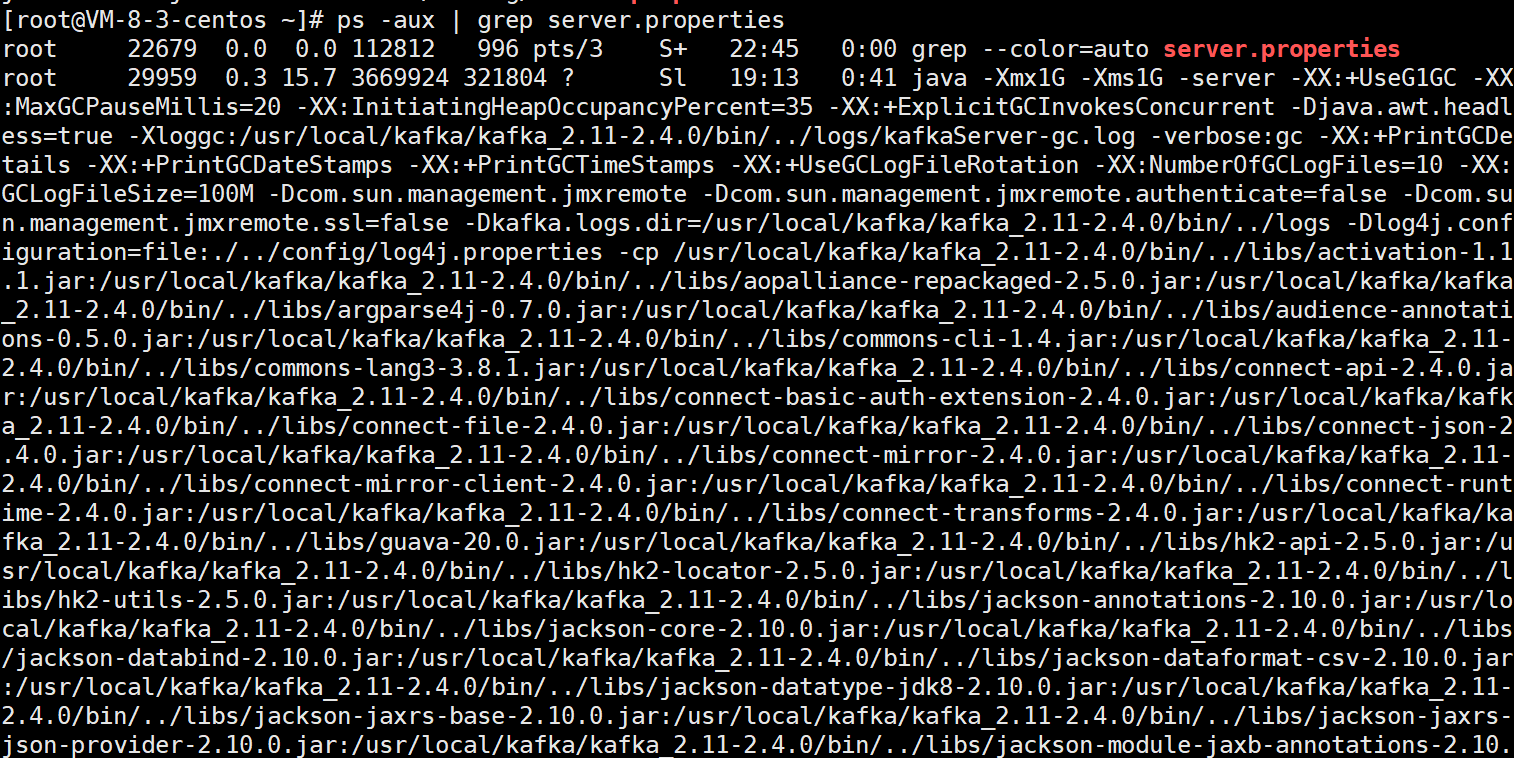 [root@VM-8-3-centos ~]# ps -aux | grep server.properties
root     22679  0.0  0.0 112812   996 pts/3    S+   22:45   0:00 grep --color=auto server.properties
root     29959  0.3 15.7 3669924 321804 ?      Sl   19:13   0:41 java -Xmx1G -Xms1G -server -XX:+UseG1GC -XX
:MaxGCPauseMillis=20 -XX:InitiatingHeapOccupancyPercent=35 -XX:+ExplicitGCInvokesConcurrent -Djava.awt.headl
ess=true -Xloggc:/usr/local/kafka/kafka_2.11-2.4.0/bin/../logs/kafkaServer-gc.log -verbose:gc -XX:+PrintGCDe
tails -XX:+PrintGCDateStamps -XX:+PrintGCTimeStamps -XX:+UseGCLogFileRotation -XX:NumberOfGCLogFiles=10 -XX:
GCLogFileSize=100M -Dcom.sun.management.jmxremote -Dcom.sun.management.jmxremote.authenticate=false -Dcom.su
n.management.jmxremote.ssl=false -Dkafka.logs.dir=/usr/local/kafka/kafka_2.11-2.4.0/bin/../logs -Dlog4j.conf
iguration=file:./../config/log4j.properties -cp /usr/local/kafka/kafka_2.11-2.4.0/bin/../libs/activation-1.1
.1.jar:/usr/local/kafka/kafka_2.11-2.4.0/bin/../libs/aopalliance-repackaged-2.5.0.jar:/usr/local/kafka/kafka
_2.11-2.4.0/bin/../libs/argparse4j-0.7.0.jar:/usr/local/kafka/kafka_2.11-2.4.0/bin/../libs/audience-annotati
ons-0.5.0.jar:/usr/local/kafka/kafka_2.11-2.4.0/bin/../libs/commons-cli-1.4.jar:/usr/local/kafka/kafka_2.11-
2.4.0/bin/../libs/commons-lang3-3.8.1.jar:/usr/local/kafka/kafka_2.11-2.4.0/bin/../libs/connect-api-2.4.0.ja
r:/usr/local/kafka/kafka_2.11-2.4.0/bin/../libs/connect-basic-auth-extension-2.4.0.jar:/usr/local/kafka/kafk
a_2.11-2.4.0/bin/../libs/connect-file-2.4.0.jar:/usr/local/kafka/kafka_2.11-2.4.0/bin/../libs/connect-json-2
.4.0.jar:/usr/local/kafka/kafka_2.11-2.4.0/bin/../libs/connect-mirror-2.4.0.jar:/usr/local/kafka/kafka_2.11-
2.4.0/bin/../libs/connect-mirror-client-2.4.0.jar:/usr/local/kafka/kafka_2.11-2.4.0/bin/../libs/connect-runt
ime-2.4.0.jar:/usr/local/kafka/kafka_2.11-2.4.0/bin/../libs/connect-transforms-2.4.0.jar:/usr/local/kafka/ka
fka_2.11-2.4.0/bin/../libs/guava-20.0.jar:/usr/local/kafka/kafka_2.11-2.4.0/bin/../libs/hk2-api-2.5.0.jar:/u
sr/local/kafka/kafka_2.11-2.4.0/bin/../libs/hk2-locator-2.5.0.jar:/usr/local/kafka/kafka_2.11-2.4.0/bin/../l
ibs/hk2-utils-2.5.0.jar:/usr/local/kafka/kafka_2.11-2.4.0/bin/../libs/jackson-annotations-2.10.0.jar:/usr/lo
cal/kafka/kafka_2.11-2.4.0/bin/../libs/jackson-core-2.10.0.jar:/usr/local/kafka/kafka_2.11-2.4.0/bin/../libs
/jackson-databind-2.10.0.jar:/usr/local/kafka/kafka_2.11-2.4.0/bin/../libs/jackson-dataformat-csv-2.10.0.jar
:/usr/local/kafka/kafka_2.11-2.4.0/bin/../libs/jackson-datatype-jdk8-2.10.0.jar:/usr/local/kafka/kafka_2.11-
2.4.0/bin/../libs/jackson-jaxrs-base-2.10.0.jar:/usr/local/kafka/kafka_2.11-2.4.0/bin/../libs/jackson-jaxrs-
json-provider-2.10.0.jar:/usr/local/kafka/kafka_2.11-2.4.0/bin/../libs/jackson-module-jaxb-annotations-2.10.